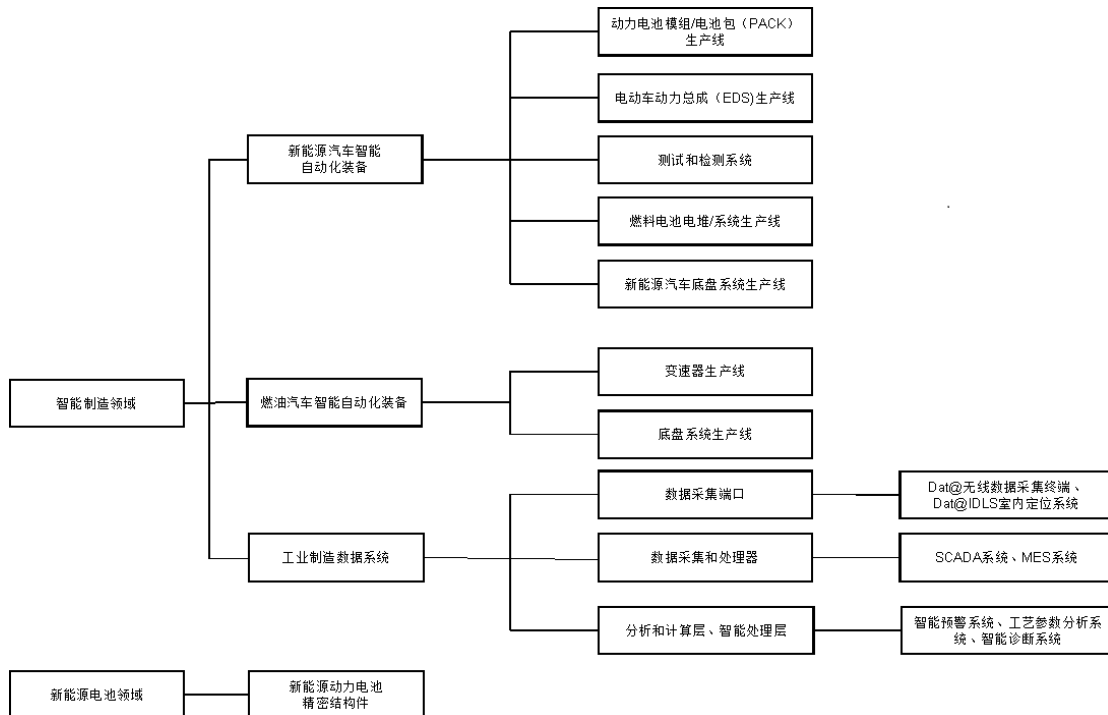 动力电池模组/电池包（PACK）
生产线
电动车动力总成（EDS)生产线
新能源汽车智能
自动化装备
测试和检测系统
燃料电池电堆/系统生产线
新能源汽车底盘系统生产线
变速器生产线
智能制造领域
燃油汽车智能自动化装备
底盘系统生产线
数据采集端口
Dat@无线数据采集终端、
Dat@IDLS室内定位系统
工业制造数据系统
数据采集和处理器
SCADA系统、MES系统
分析和计算层、智能处理层
智能预警系统、工艺参数分析系
统、智能诊断系统
新能源电池领域
新能源动力电池
精密结构件